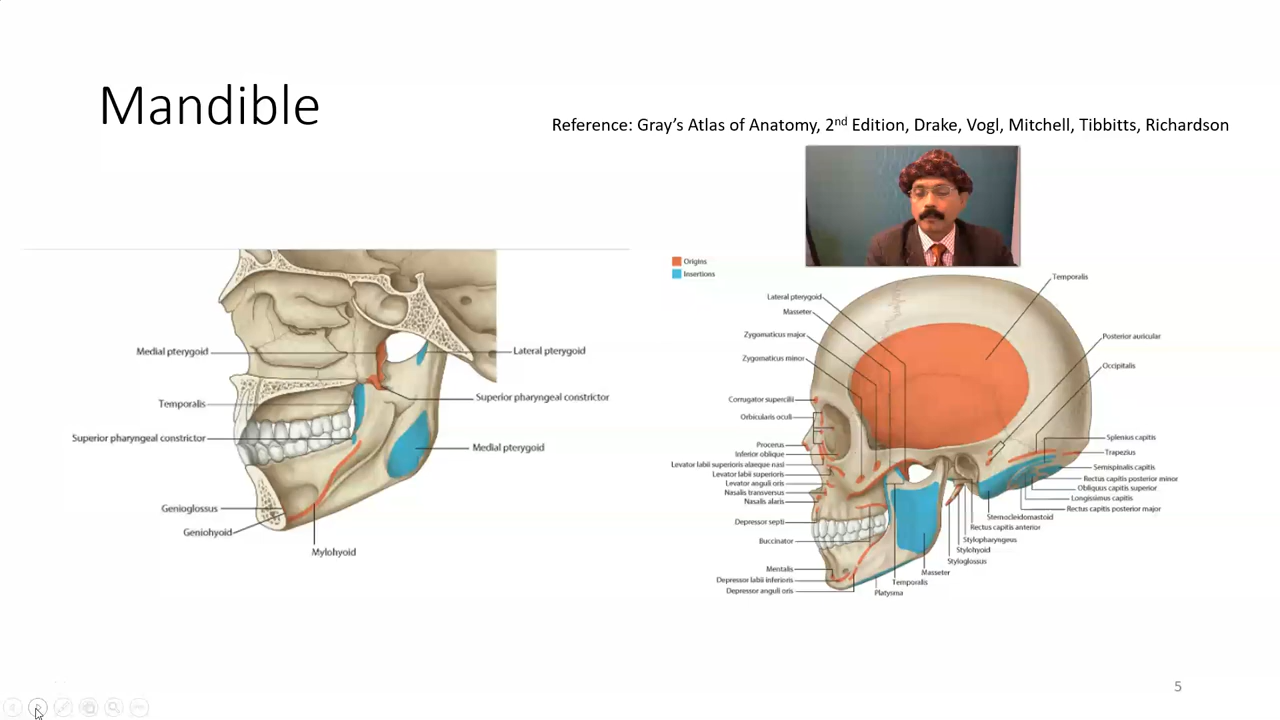 Mandible
Reference: Gray's Atlas of Anatomy, 2nd Edition, Drake, Vogl, Mitchell, Tibbitts, Richardson
Medial pterygoid
Temporalis
Superior pharyngeal constrictor
Genioglossus
Geniohyoid
Mylohyoid
Lateral pterygoid
Superior pharyngeal constrictor
Medial pterygoid
Origins
Insertions
Lateral pterygoid
Masseter
Zygomaticus major
Zygomaticus minor
Corrugator supercilii
Orbicularis oculi
Procerus
Inferior oblique
Levator labii superioris alaeque nasi
Levator labii superioris
Levator anguli oris
Nasalis transversus
Nasalis alaris
Depressor septi
Buccinator
Mentalis
Depressor labii inferioris
Depressor anguli oris
Platysma
Temporalis
Masseter
Styloglossus
Stylohyoid
Stylopharyngeus
Rectus capitis anterior
Sternocleidomastoid
Temporalis
Posterior auricular
Occipitalis
Splenius capitis
Trapezius
Semispinalis capitis
Rectus capitis posterior minor
Obliquus capitis superior
Longissimus capitis
Rectus capitis posterior major
5